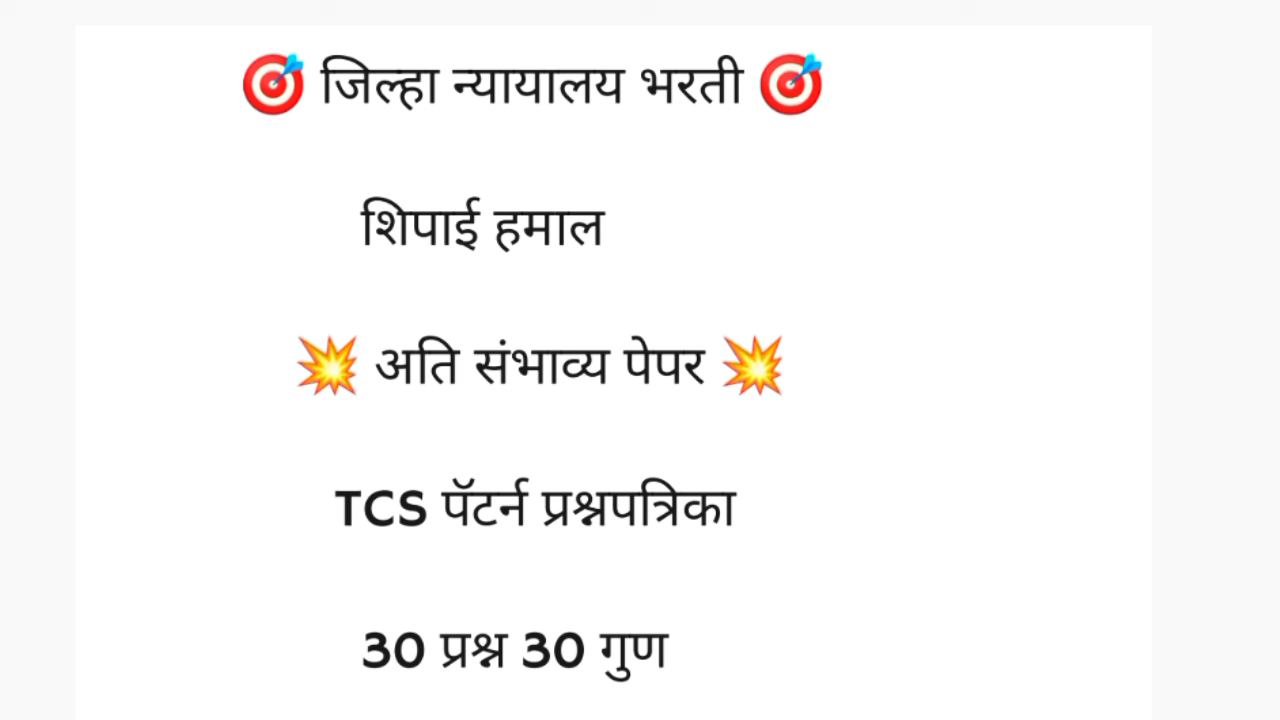 🎯 जिल्हा न्यायालय भरती 🎯
शिपाई हमाल
💥 अति संभाव्य पेपर 💥
TCS पॅटर्न प्रश्नपत्रिका
30 प्रश्न 30 गुण